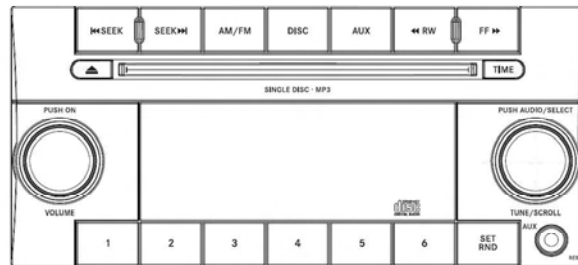 ⏮SEEK
SEEK⏭
AM/FM
DISC
AUX
◀◀ RW
FF ▶▶
TIME
SINGLE DISC · MP3
PUSH ON
PUSH AUDIO/SELECT
disc
VOLUME
TUNE/SCROLL
AUX
1
2
3
4
5
6
SET
RND